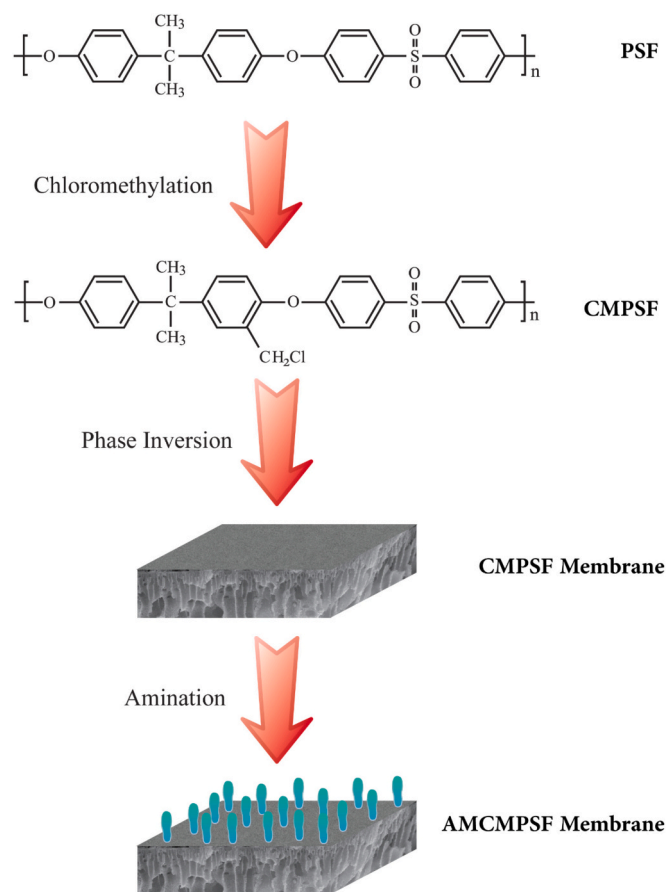 CH₃
O C O S O O
CH₃
n
PSF
Chloromethylation
CH₃
O C O S O O
CH₃
n
CH₂Cl
CMPSF
Phase Inversion
CMPSF Membrane
Amination
AMCMPSF Membrane